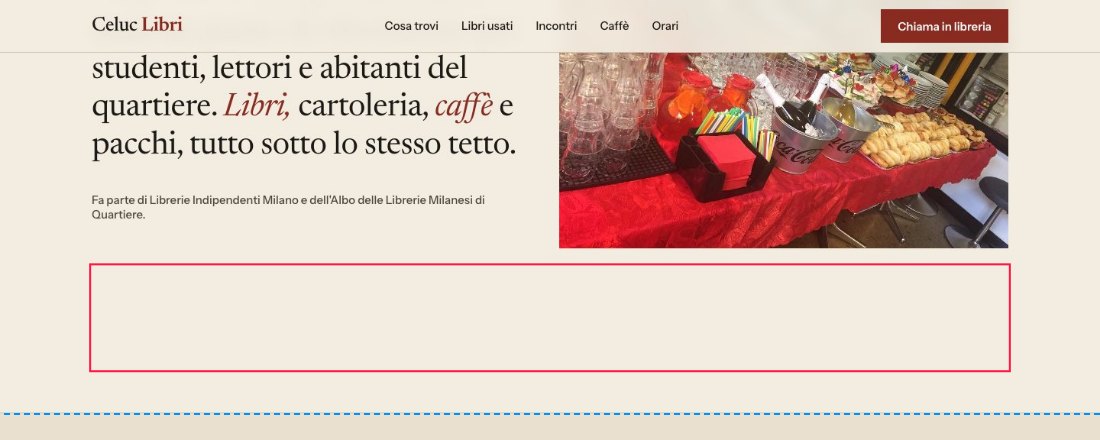 Celuc Libri
Cosa trovi
Libri usati
Incontri
Caffè
Orari
Chiama in libreria
studenti, lettori e abitanti del
quartiere. Libri, cartoleria, caffè e
pacchi, tutto sotto lo stesso tetto.
Fa parte di Librerie Indipendenti Milano e dell'Albo delle Librerie Milanesi di
Quartiere.
Coca-Cola